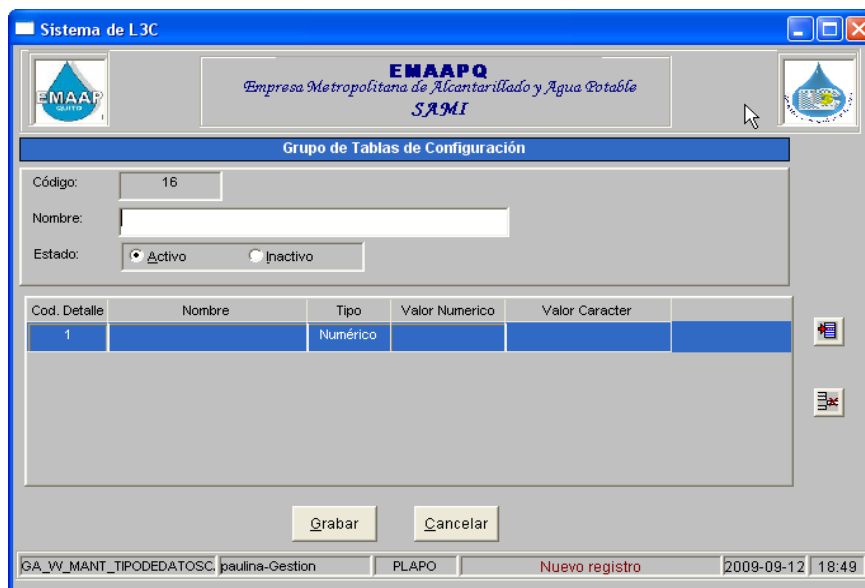 Sistema de L3C
EMAAP
QUITO
EMAAPQ
Empresa Metropolitana de Alcantarillado y Agua Potable
SAMI
Grupo de Tablas de Configuración
Código: 16
Nombre:
Estado: Activo Inactivo
Cod. Detalle Nombre Tipo Valor Numerico Valor Caracter
1 Numérico
Grabar Cancelar
GA_W_MANT_TIPODEDATOSC. paulina-Gestion PLAPO Nuevo registro 2009-09-12 18:49